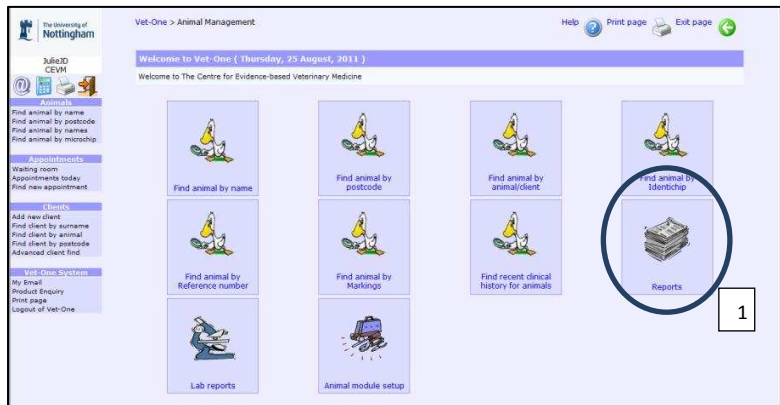 The University of
Nottingham
JulieJD
CEVM
Animals
Find animal by name
Find animal by postcode
Find animal by names
Find animal by microchip
Appointments
Waiting room
Appointments today
Find new appointment
Clients
Add new client
Find client by surname
Find client by animal
Find client by postcode
Advanced client find
Vet-One System
My Email
Product Enquiry
Print page
Logout of Vet-One
Vet-One > Animal Management
Help
Print page
Exit page
Welcome to Vet-One ( Thursday, 25 August, 2011 )
Welcome to The Centre for Evidence-based Veterinary Medicine
Find animal by name
Find animal by
postcode
Find animal by
animal/client
Find animal by
Identichip
Find animal by
Reference number
Find animal by
Markings
Find recent clinical
history for animals
Reports
1
Lab reports
Animal module setup